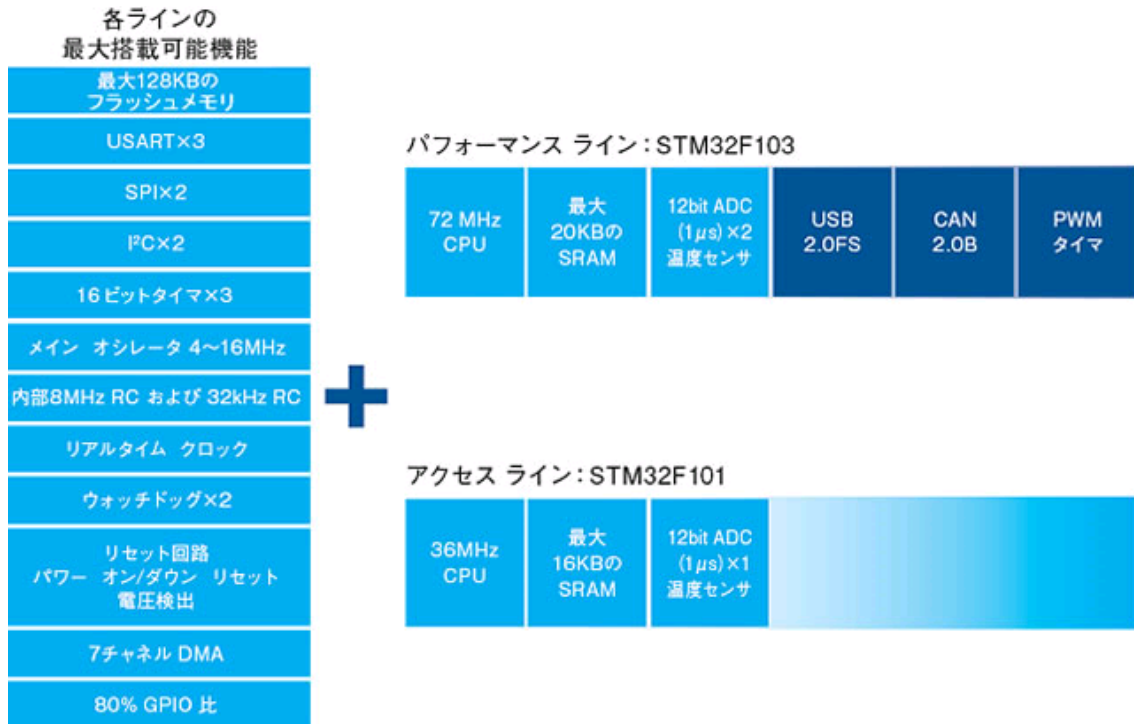 各ラインの
最大搭載可能機能
最大128KBの
フラッシュメモリ
USART×3
SPI×2
I²C×2
16ビットタイマ×3
メイン オシレータ 4〜16MHz
内部8MHz RC および 32kHz RC
リアルタイム クロック
ウォッチドッグ×2
リセット回路
パワー オン/ダウン リセット
電圧検出
7チャネル DMA
80% GPIO 比
パフォーマンス ライン：STM32F103
72 MHz
CPU
最大
20KBの
SRAM
12bit ADC
(1μs)×2
温度センサ
USB
2.0FS
CAN
2.0B
PWM
タイマ
アクセス ライン：STM32F101
36MHz
CPU
最大
16KBの
SRAM
12bit ADC
(1μs)×1
温度センサ